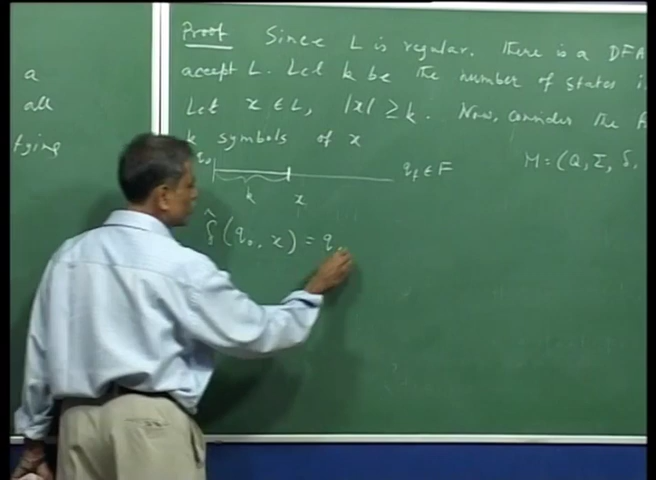 a
all
tying
Proof Since L is regular. There is a DFA
accept L. Let k be the number of states i
Let x ∈ L, |x| ≥ k. Now, consider the f
k symbols of x
q₀ q_f ∈ F M = (Q, Σ, δ,
k x
δ̂(q₀, x) = q